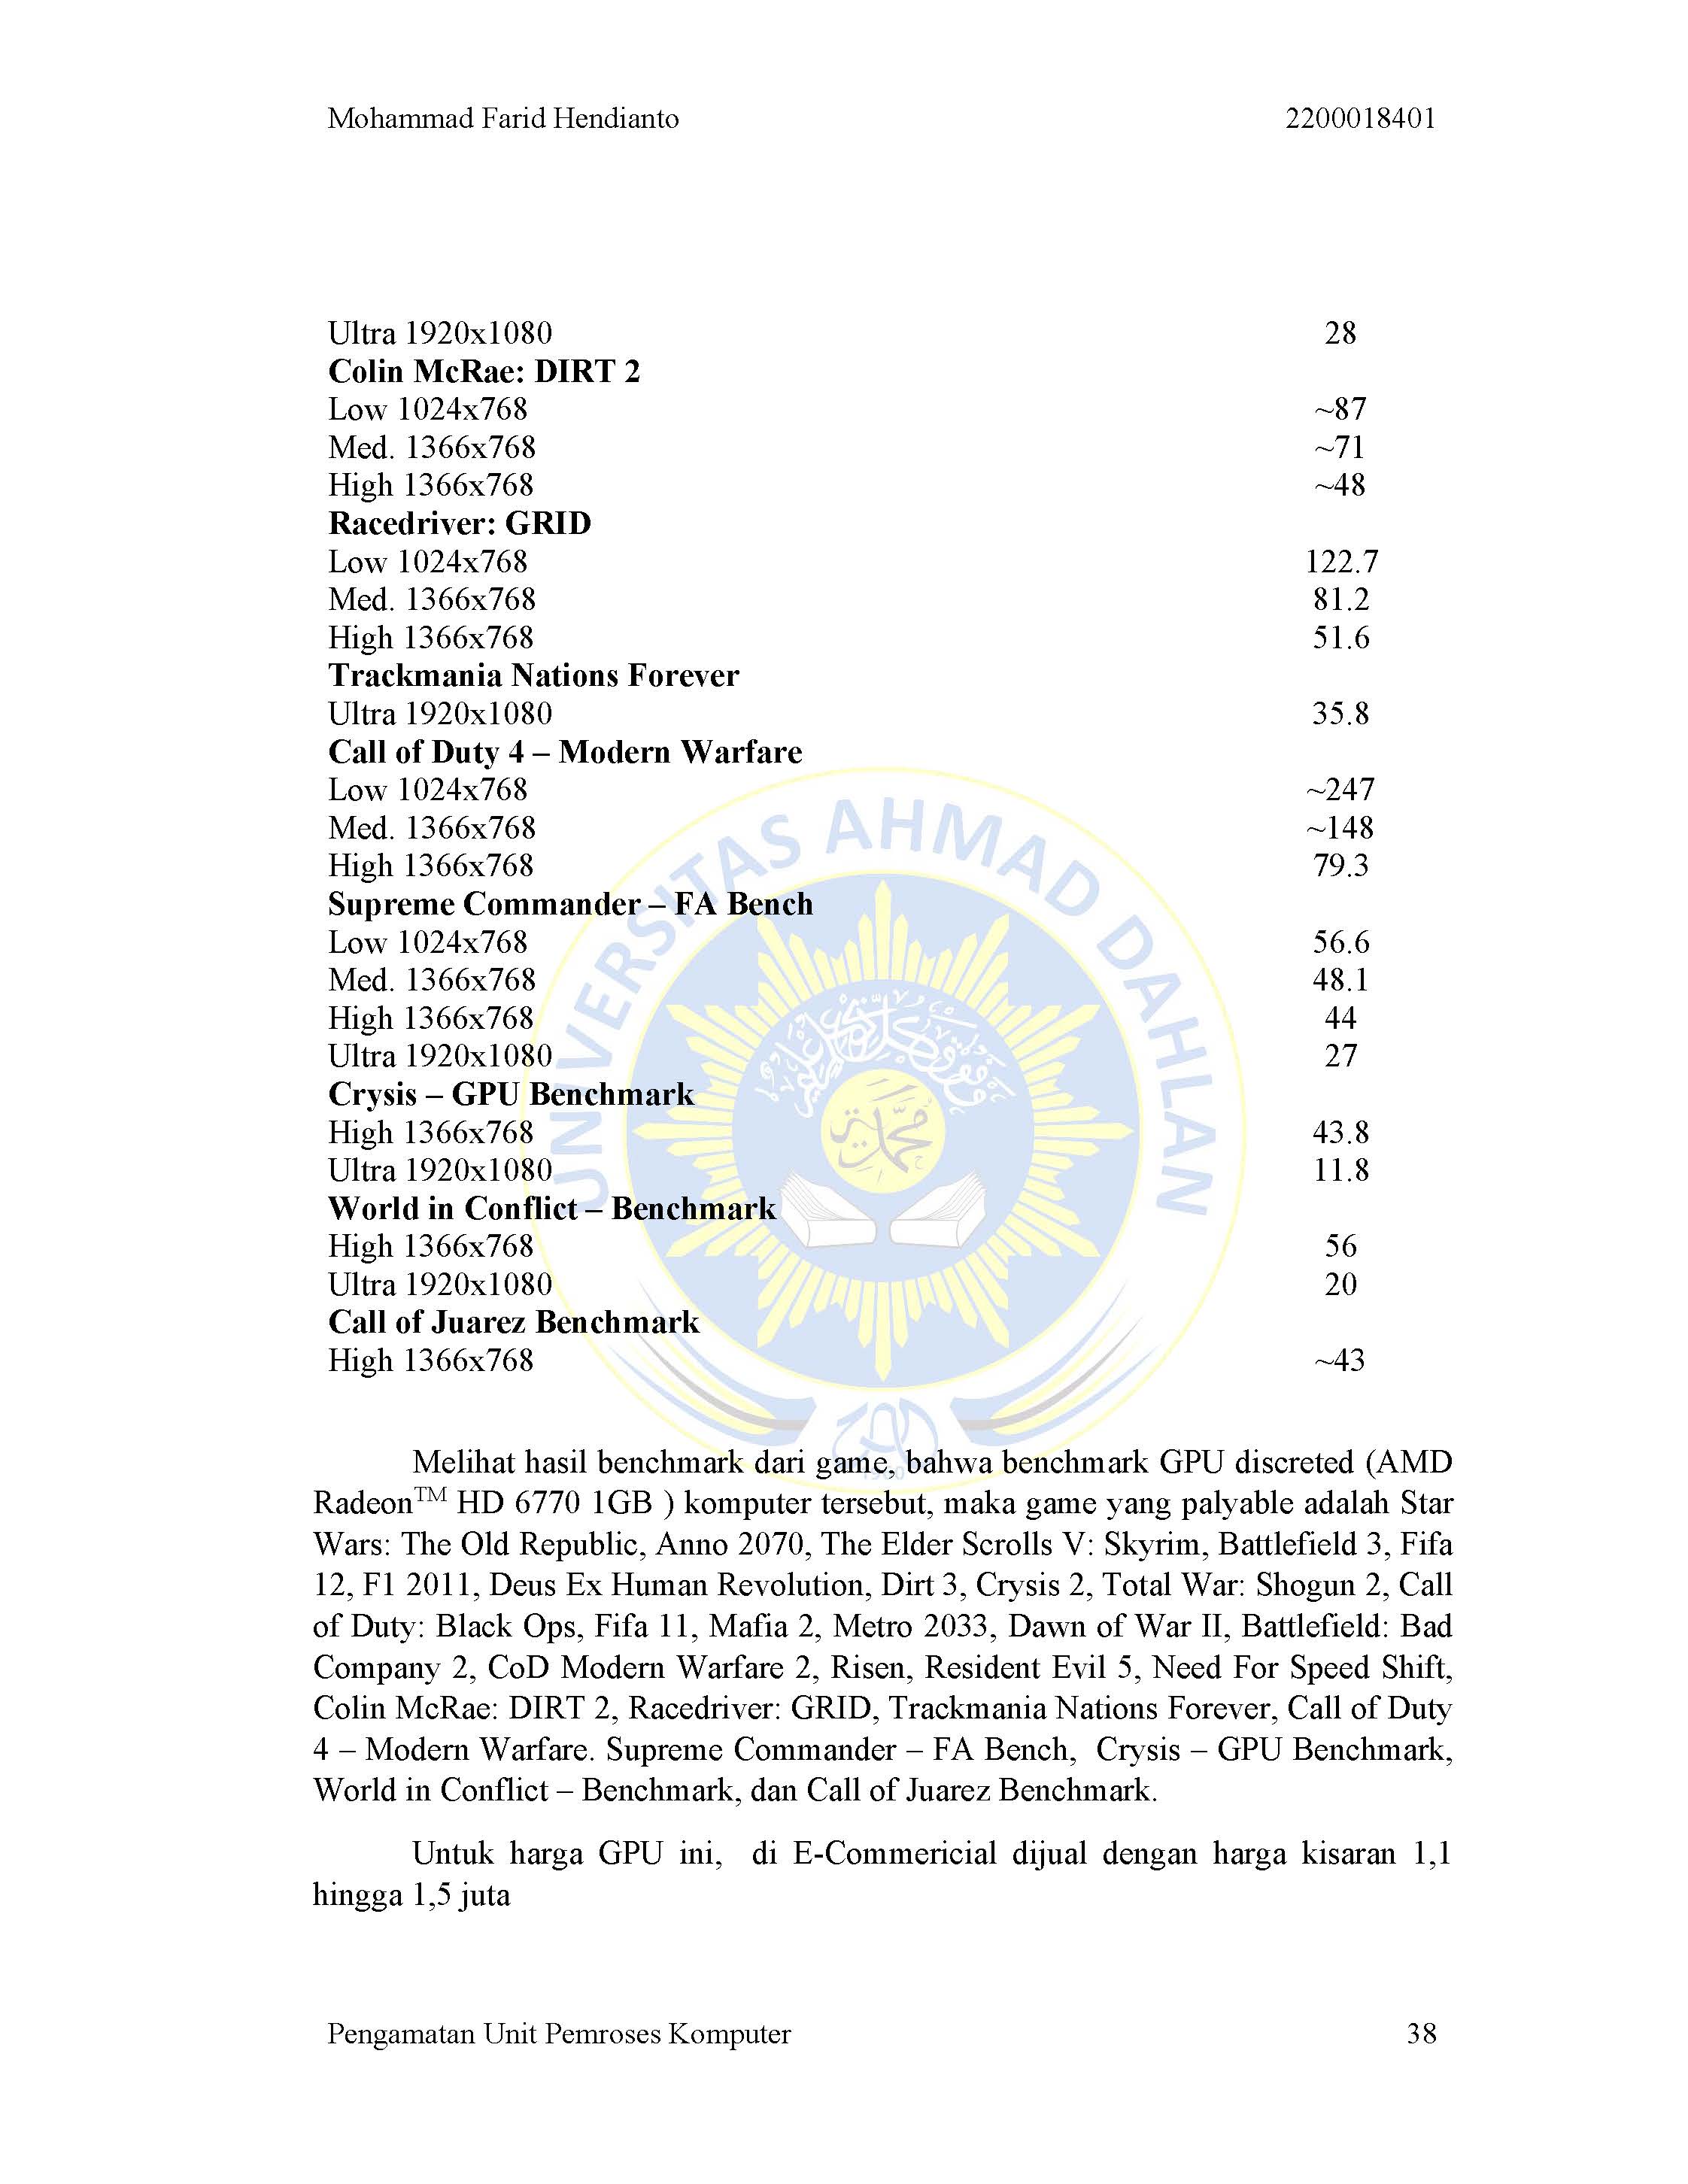 Mohammad Farid Hendianto 2200018401
Ultra 1920x1080 28
Colin McRae: DIRT 2
Low 1024x768 ~87
Med. 1366x768 ~71
High 1366x768 ~48
Racedriver: GRID
Low 1024x768 122.7
Med. 1366x768 81.2
High 1366x768 51.6
Trackmania Nations Forever
Ultra 1920x1080 35.8
Call of Duty 4 – Modern Warfare
Low 1024x768 ~247
Med. 1366x768 ~148
High 1366x768 79.3
Supreme Commander – FA Bench
Low 1024x768 56.6
Med. 1366x768 48.1
High 1366x768 44
Ultra 1920x1080 27
Crysis – GPU Benchmark
High 1366x768 43.8
Ultra 1920x1080 11.8
World in Conflict – Benchmark
High 1366x768 56
Ultra 1920x1080 20
Call of Juarez Benchmark
High 1366x768 ~43
UNIVERSITAS AHMAD DAHLAN
Melihat hasil benchmark dari game, bahwa benchmark GPU discreted (AMD
Radeon™ HD 6770 1GB ) komputer tersebut, maka game yang palyable adalah Star
Wars: The Old Republic, Anno 2070, The Elder Scrolls V: Skyrim, Battlefield 3, Fifa
12, F1 2011, Deus Ex Human Revolution, Dirt 3, Crysis 2, Total War: Shogun 2, Call
of Duty: Black Ops, Fifa 11, Mafia 2, Metro 2033, Dawn of War II, Battlefield: Bad
Company 2, CoD Modern Warfare 2, Risen, Resident Evil 5, Need For Speed Shift,
Colin McRae: DIRT 2, Racedriver: GRID, Trackmania Nations Forever, Call of Duty
4 – Modern Warfare. Supreme Commander – FA Bench, Crysis – GPU Benchmark,
World in Conflict – Benchmark, dan Call of Juarez Benchmark.
Untuk harga GPU ini, di E-Commericial dijual dengan harga kisaran 1,1
hingga 1,5 juta
Pengamatan Unit Pemroses Komputer 38